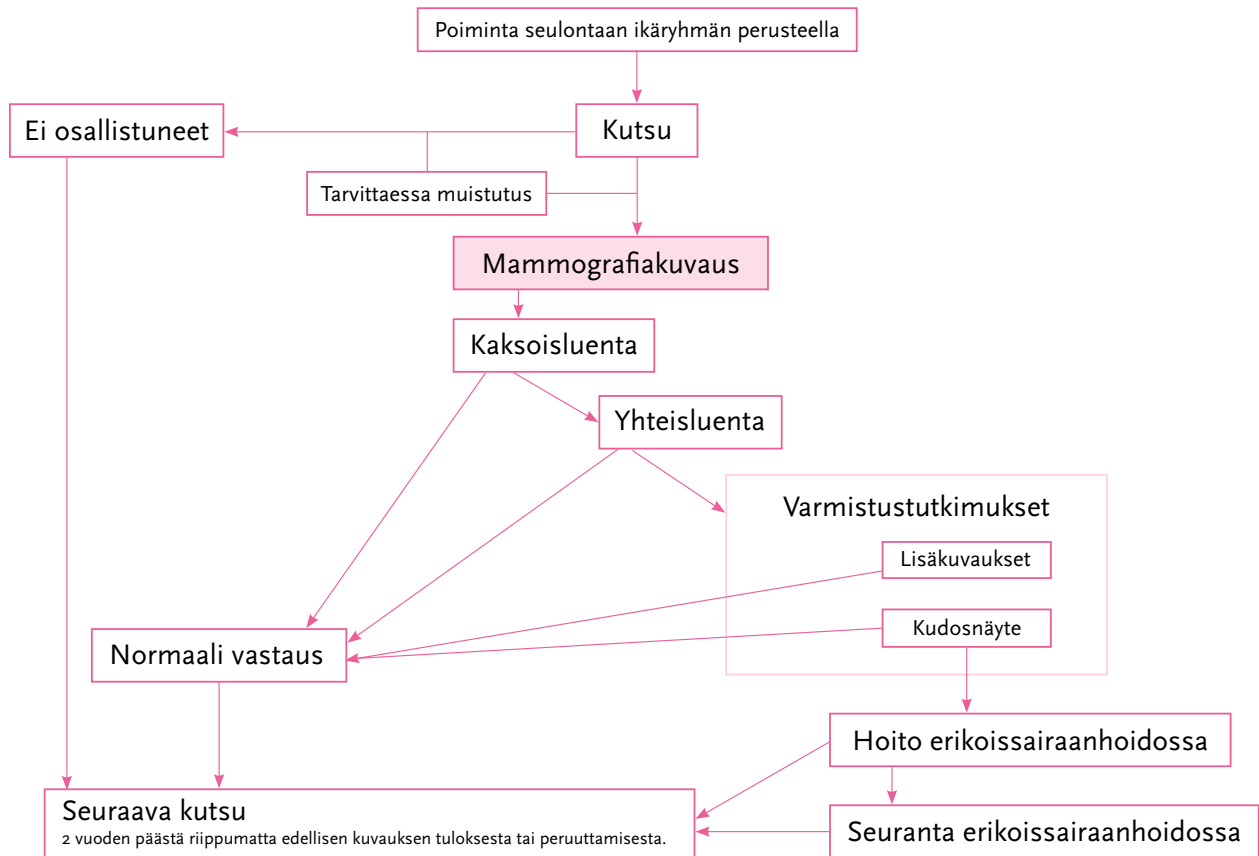 Poiminta seulontaan ikäryhmän perusteella
Ei osallistuneet
Kutsu
Tarvittaessa muistutus
Mammografiakuvaus
Kaksoisluenta
Yhteisluenta
Varmistustutkimukset
Lisäkuvaukset
Kudosnäyte
Normaali vastaus
Hoito erikoissairaanhoidossa
Seuraava kutsu
2 vuoden päästä riippumatta edellisen kuvauksen tuloksesta tai peruuttamisesta.
Seuranta erikoissairaanhoidossa